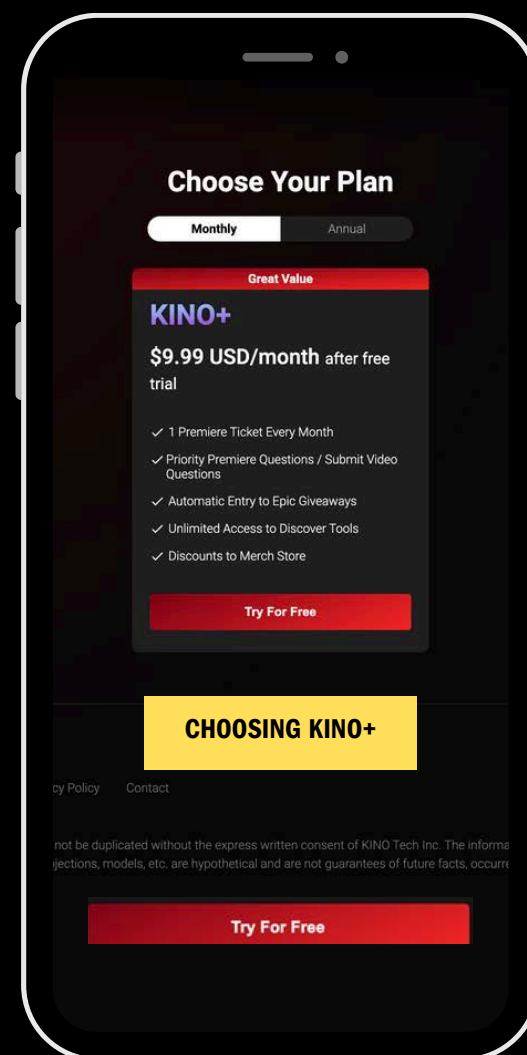 Choose Your Plan
Monthly Annual
Great Value
KINO+
$9.99 USD/month after free
trial
✓ 1 Premiere Ticket Every Month
✓ Priority Premiere Questions / Submit Video
Questions
✓ Automatic Entry to Epic Giveaways
✓ Unlimited Access to Discover Tools
✓ Discounts to Merch Store
Try For Free
CHOOSING KINO+
cy Policy Contact
not be duplicated without the express written consent of KINO Tech Inc. The informa
jections, models, etc. are hypothetical and are not guarantees of future facts, occurre
Try For Free